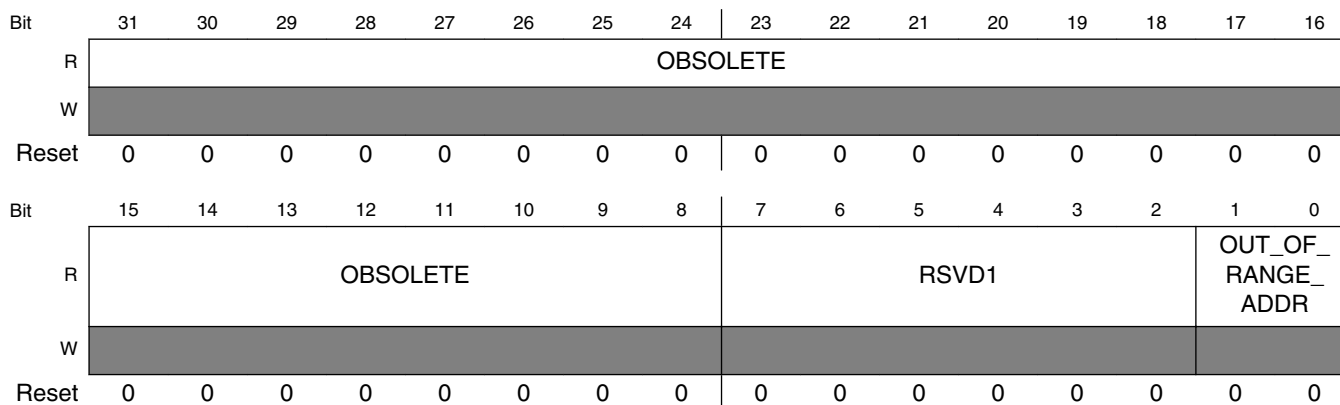 Bit 31 30 29 28 27 26 25 24 23 22 21 20 19 18 17 16
R OBSOLETE
W
Reset 0 0 0 0 0 0 0 0 0 0 0 0 0 0 0 0
Bit 15 14 13 12 11 10 9 8 7 6 5 4 3 2 1 0
R OBSOLETE RSVD1 OUT_OF_
RANGE_
ADDR
W
Reset 0 0 0 0 0 0 0 0 0 0 0 0 0 0 0 0